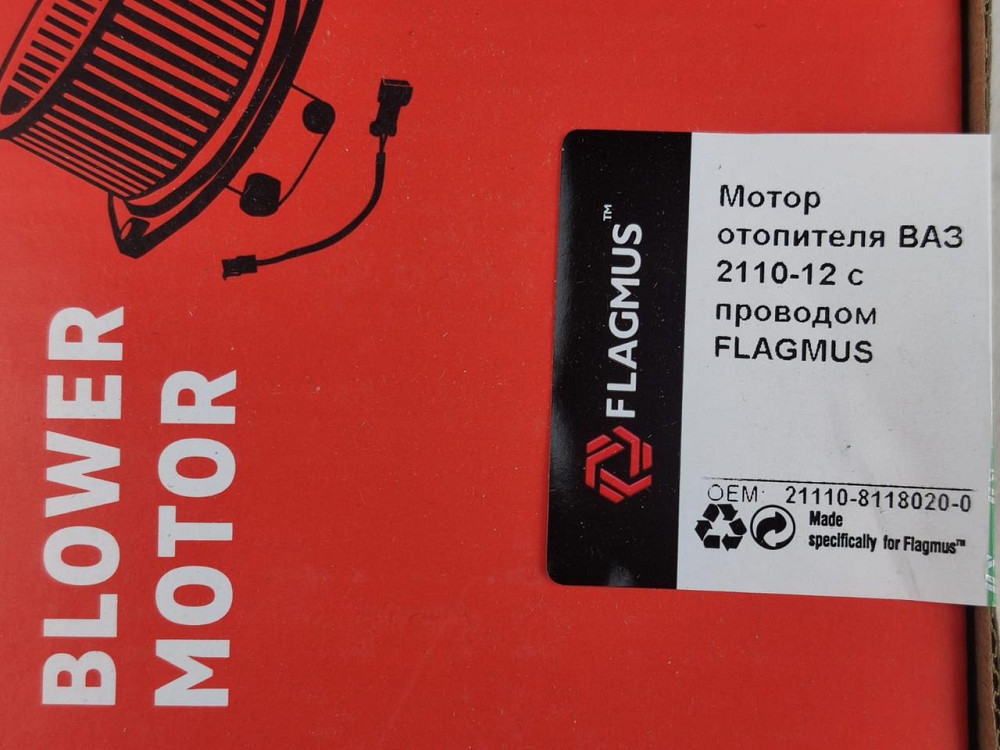 BLOWER
MOTOR
FLAGMUS™
Мотор
отопителя ВАЗ
2110-12 с
проводом
FLAGMUS
OEM: 21110-8118020-0
Made
specifically for Flagmus™